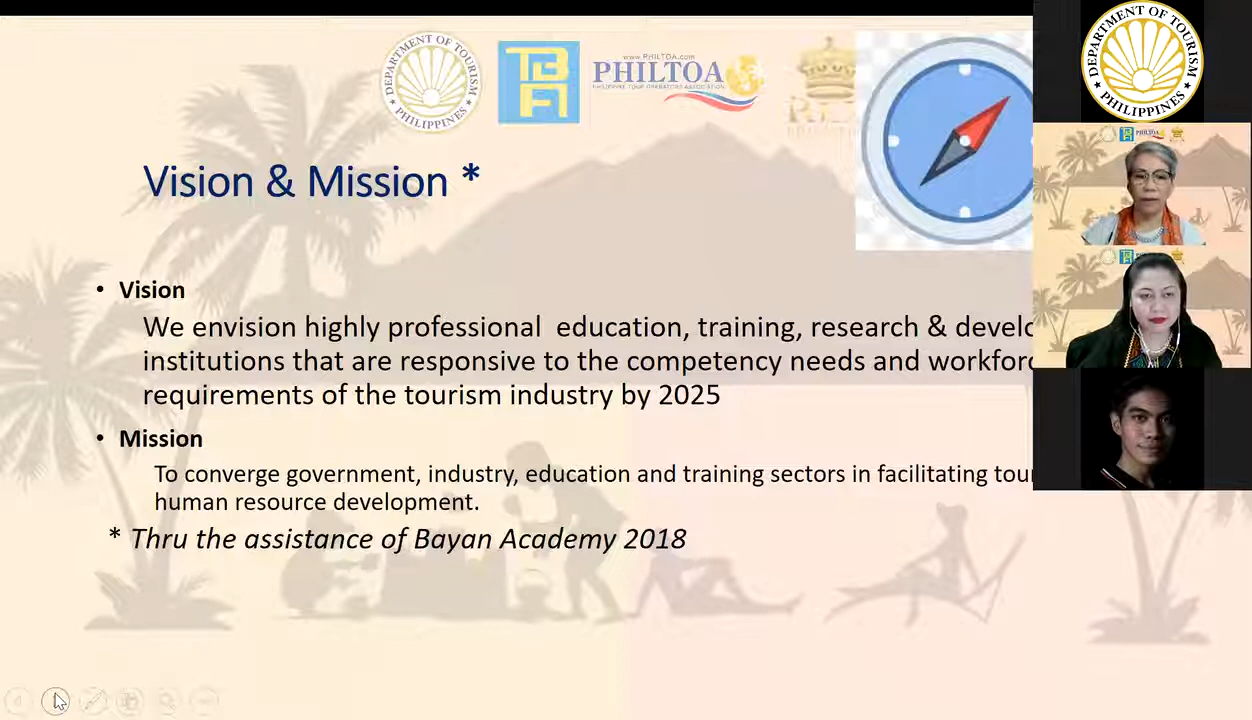 DEPARTMENT OF TOURISM
PHILIPPINES
TBA
www.PHILTOA.com
PHILTOA
PHILIPPINE TOUR OPERATORS ASSOCIATION
DEPARTMENT OF TOURISM
PHILIPPINES
PHILTOA
Vision & Mission *
• Vision
We envision highly professional education, training, research & develo
institutions that are responsive to the competency needs and workforc
requirements of the tourism industry by 2025
• Mission
To converge government, industry, education and training sectors in facilitating tour
human resource development.
* Thru the assistance of Bayan Academy 2018